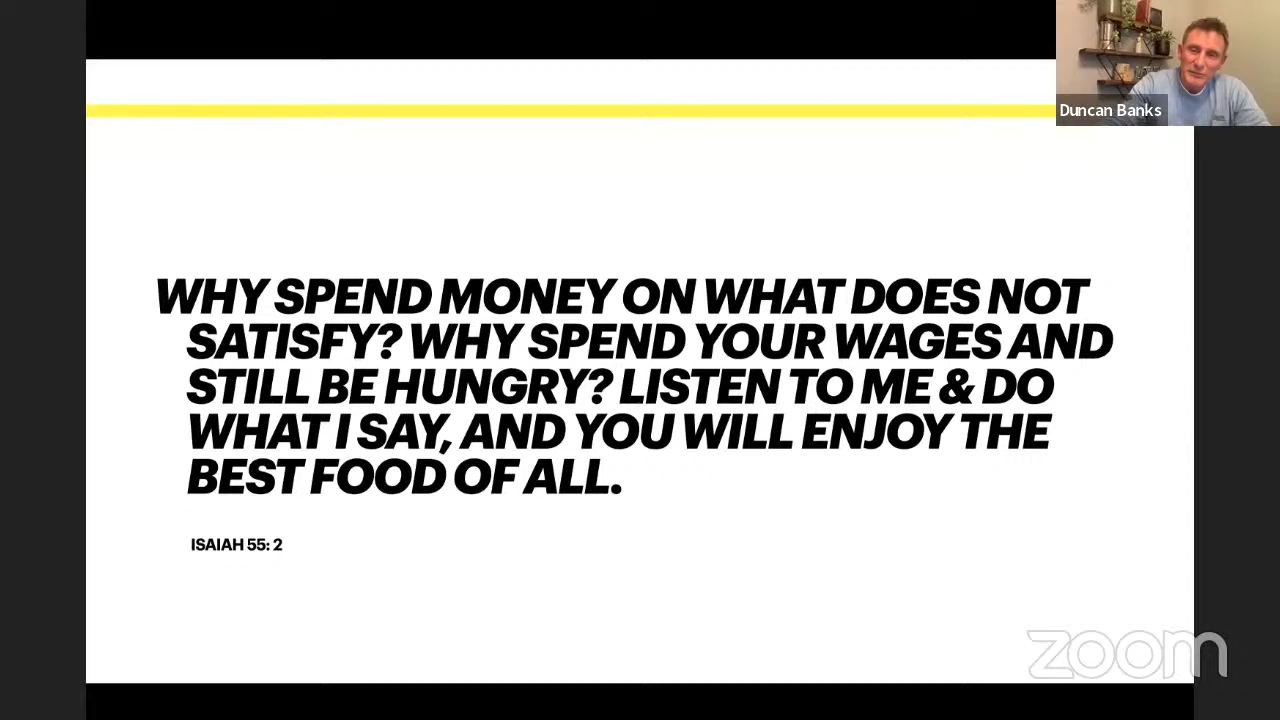 Duncan Banks
WHY SPEND MONEY ON WHAT DOES NOT
SATISFY? WHY SPEND YOUR WAGES AND
STILL BE HUNGRY? LISTEN TO ME & DO
WHAT I SAY, AND YOU WILL ENJOY THE
BEST FOOD OF ALL.
ISAIAH 55: 2
zoom